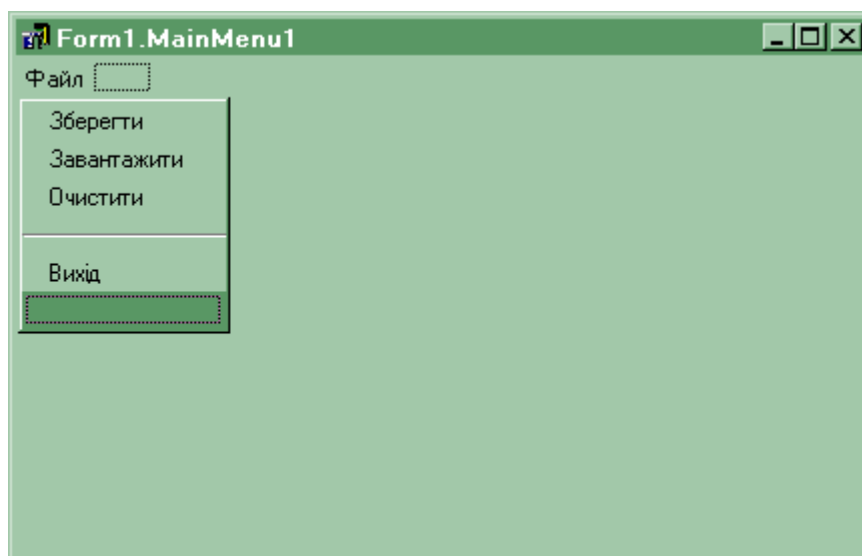 Form1.MainMenu1
Файл
Зберегти
Завантажити
Очистити
Вихід